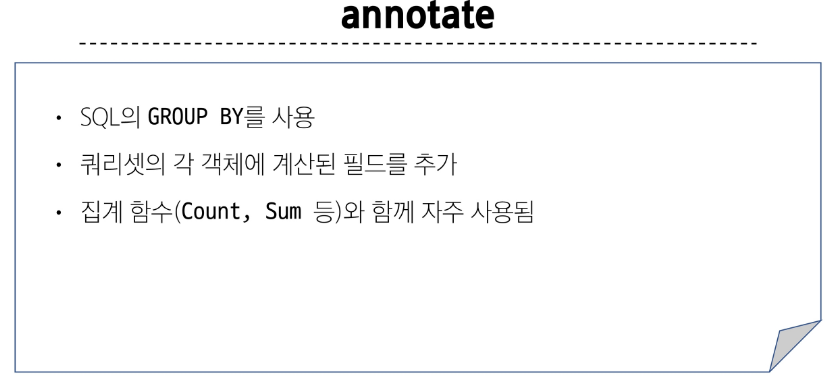 annotate
• SQL의 GROUP BY를 사용
• 쿼리셋의 각 객체에 계산된 필드를 추가
• 집계 함수(Count, Sum 등)와 함께 자주 사용됨